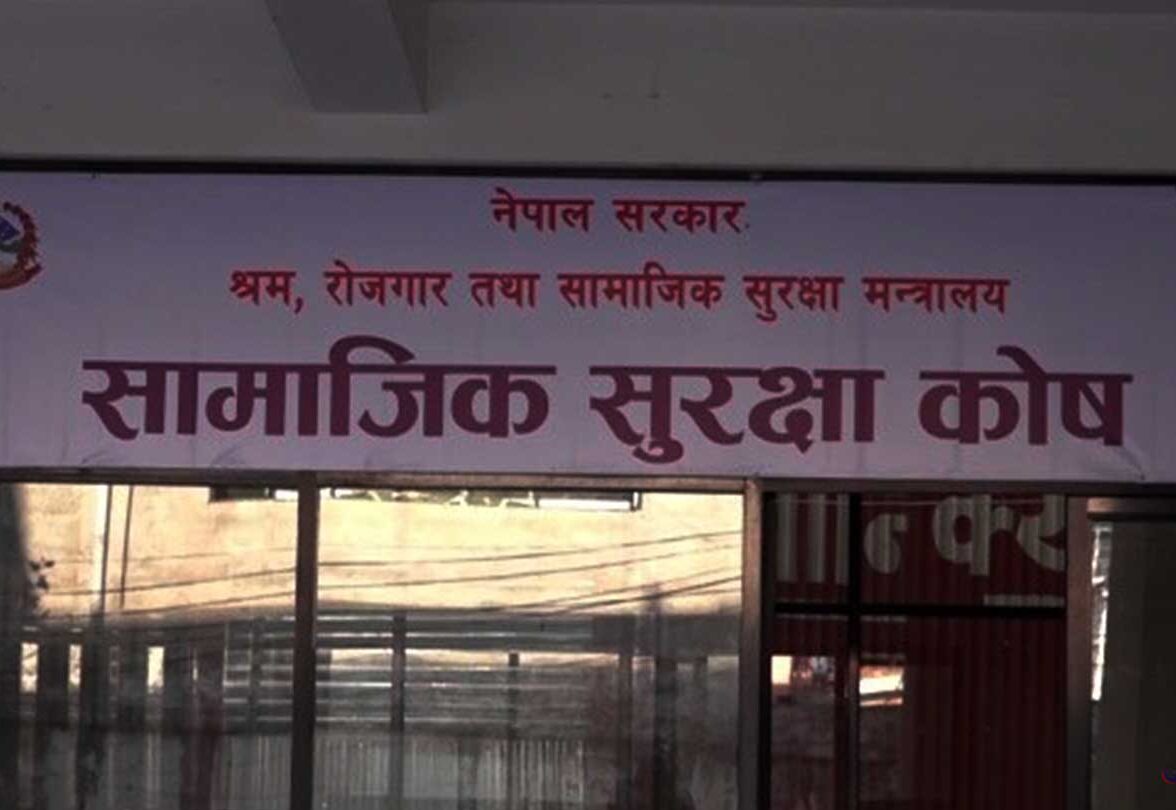 नेपाल सरकार
श्रम, रोजगार तथा सामाजिक सुरक्षा मन्त्रालय
सामाजिक सुरक्षा कोष